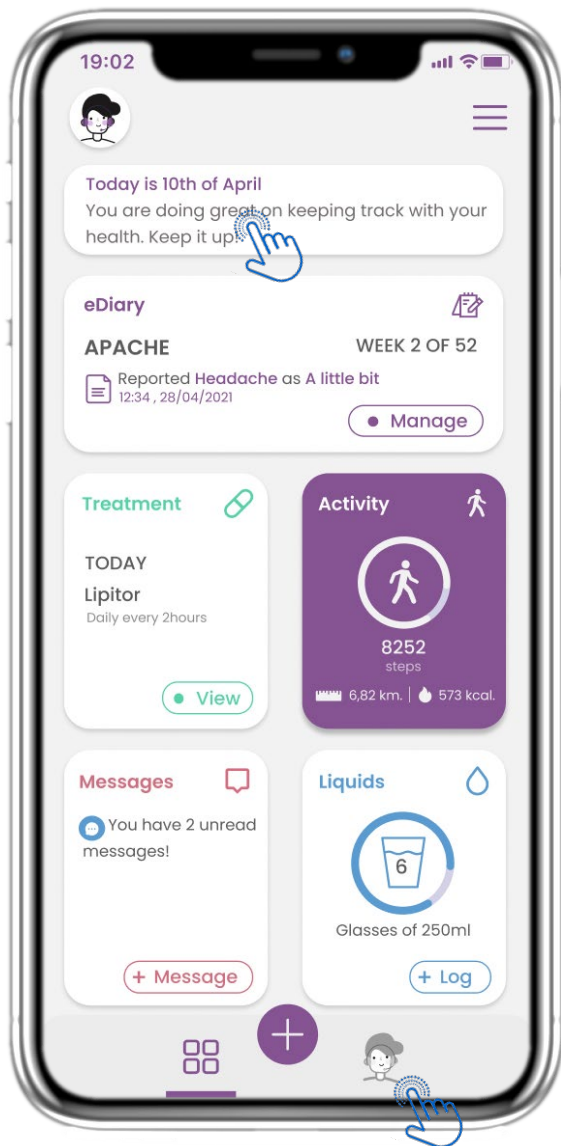 19:02
Today is 10th of April
You are doing great on keeping track with your
health. Keep it up!
eDiary
APACHE
WEEK 2 OF 52
Reported Headache as A little bit
12:34 , 28/04/2021
Manage
Treatment
TODAY
Lipitor
Daily every 2hours
View
Activity
8252
steps
6,82 km.
573 kcal.
Messages
You have 2 unread
messages!
+ Message
Liquids
6
Glasses of 250ml
+ Log